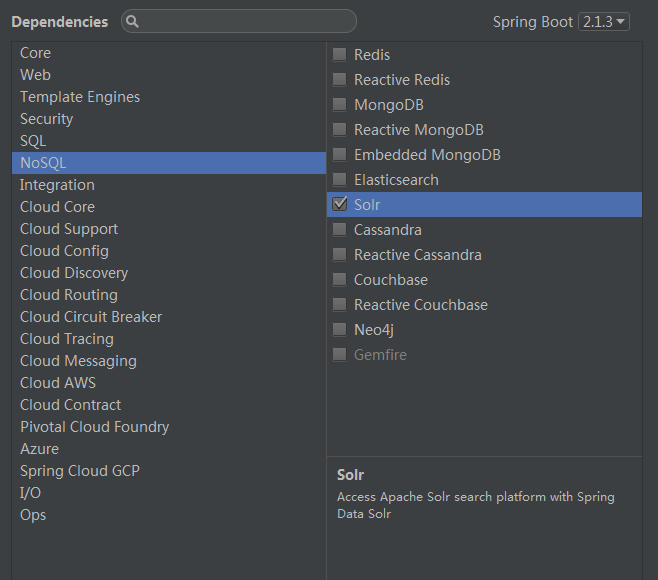 Dependencies
Spring Boot 2.1.3
Core
Web
Template Engines
Security
SQL
NoSQL
Integration
Cloud Core
Cloud Support
Cloud Config
Cloud Discovery
Cloud Routing
Cloud Circuit Breaker
Cloud Tracing
Cloud Messaging
Cloud AWS
Cloud Contract
Pivotal Cloud Foundry
Azure
Spring Cloud GCP
I/O
Ops
Redis
Reactive Redis
MongoDB
Reactive MongoDB
Embedded MongoDB
Elasticsearch
Solr
Cassandra
Reactive Cassandra
Couchbase
Reactive Couchbase
Neo4j
Gemfire
Solr
Access Apache Solr search platform with Spring
Data Solr